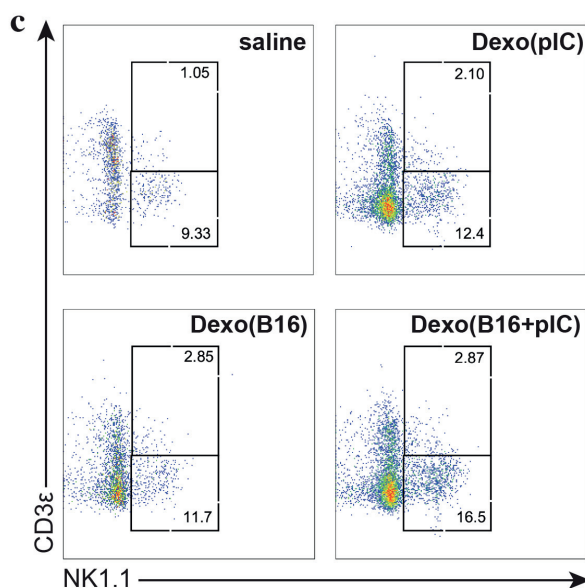 c
saline
1.05
9.33
Dexo(pIC)
2.10
12.4
Dexo(B16)
2.85
11.7
Dexo(B16+pIC)
2.87
16.5
CD3ε
NK1.1